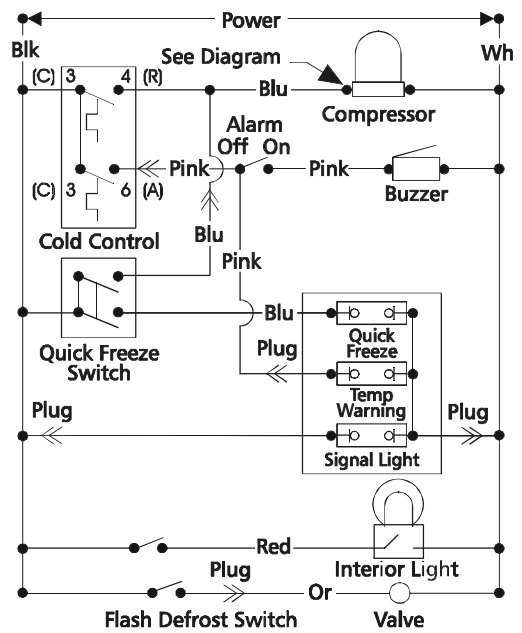 Power
Blk
Wh
See Diagram
(C) 3 4 (R)
Blu
Compressor
Alarm
Off On
Pink
Pink
Buzzer
(C) 3 6 (A)
Cold Control
Blu
Pink
Blu
Quick
Freeze
Quick Freeze
Switch
Plug
Temp
Warning
Plug
Plug
Signal Light
Red
Interior Light
Plug
Or
Flash Defrost Switch
Valve